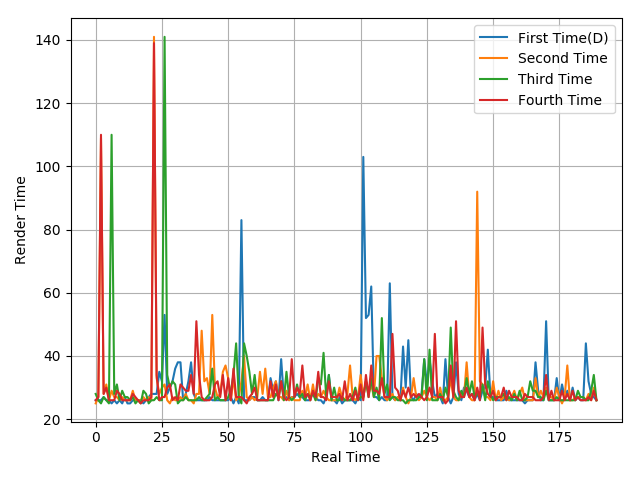 First Time(D)
Second Time
Third Time
Fourth Time
Render Time
140
120
100
80
60
40
20
0 25 50 75 100 125 150 175
Real Time